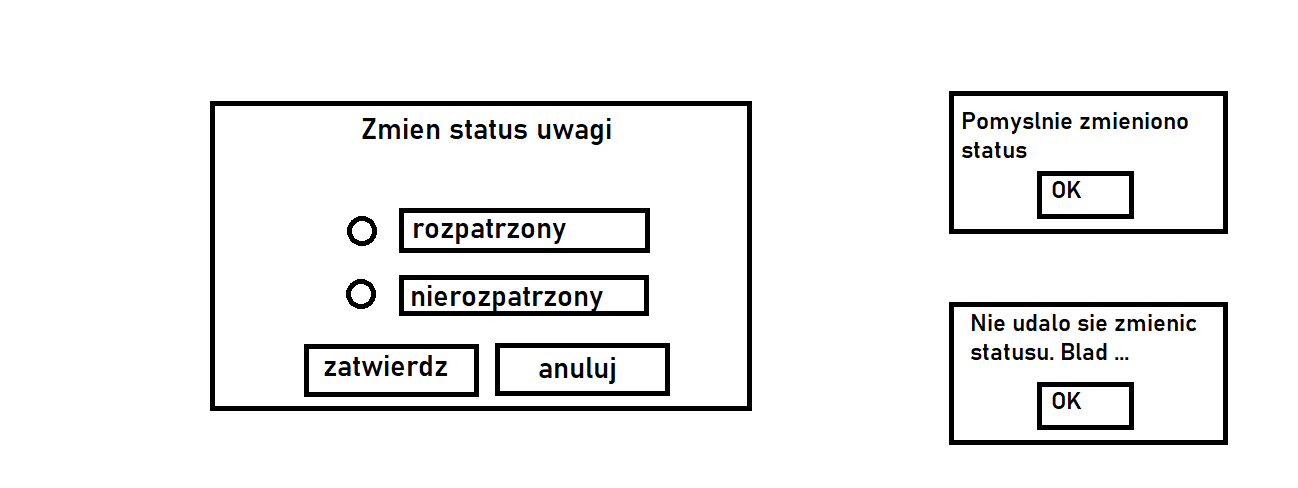 Zmien status uwagi
rozpatrzony
nierozpatrzony
zatwierdz
anuluj
Pomyslnie zmieniono
status
OK
Nie udalo sie zmienic
statusu. Blad ...
OK